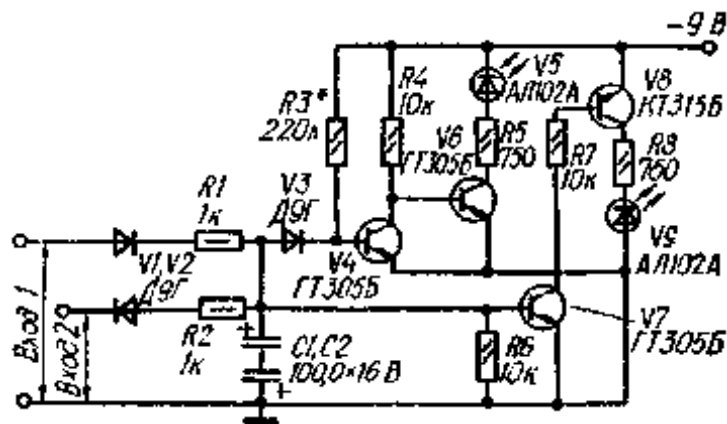 -9 В
R3*
220к
R4
10к
V6
ГТ305Б
V5
АЛ102А
R5
750
V8
КТ315Б
R7
10к
R8
750
V9
АЛ102А
R1
1к
V3
Д9Г
V4
ГТ305Б
V1,V2
Д9Г
R2
1к
+
C1,C2
100,0×16 В
+
R6
10к
V7
ГТ305Б
Вход 1
Вход 2